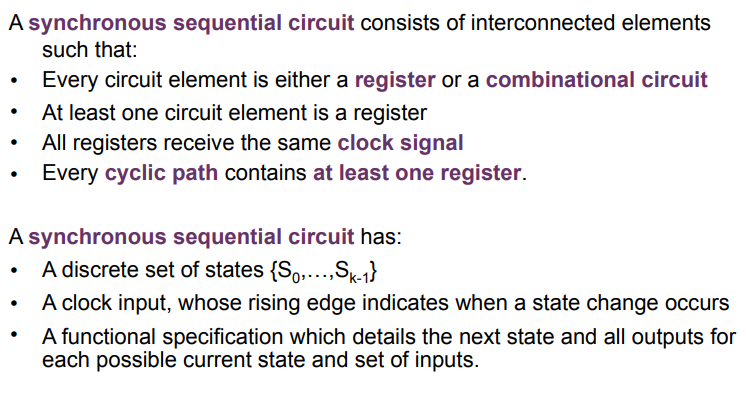 A synchronous sequential circuit consists of interconnected elements
such that:
• Every circuit element is either a register or a combinational circuit
• At least one circuit element is a register
• All registers receive the same clock signal
• Every cyclic path contains at least one register.
A synchronous sequential circuit has:
• A discrete set of states {S0,…,Sk-1}
• A clock input, whose rising edge indicates when a state change occurs
• A functional specification which details the next state and all outputs for
each possible current state and set of inputs.